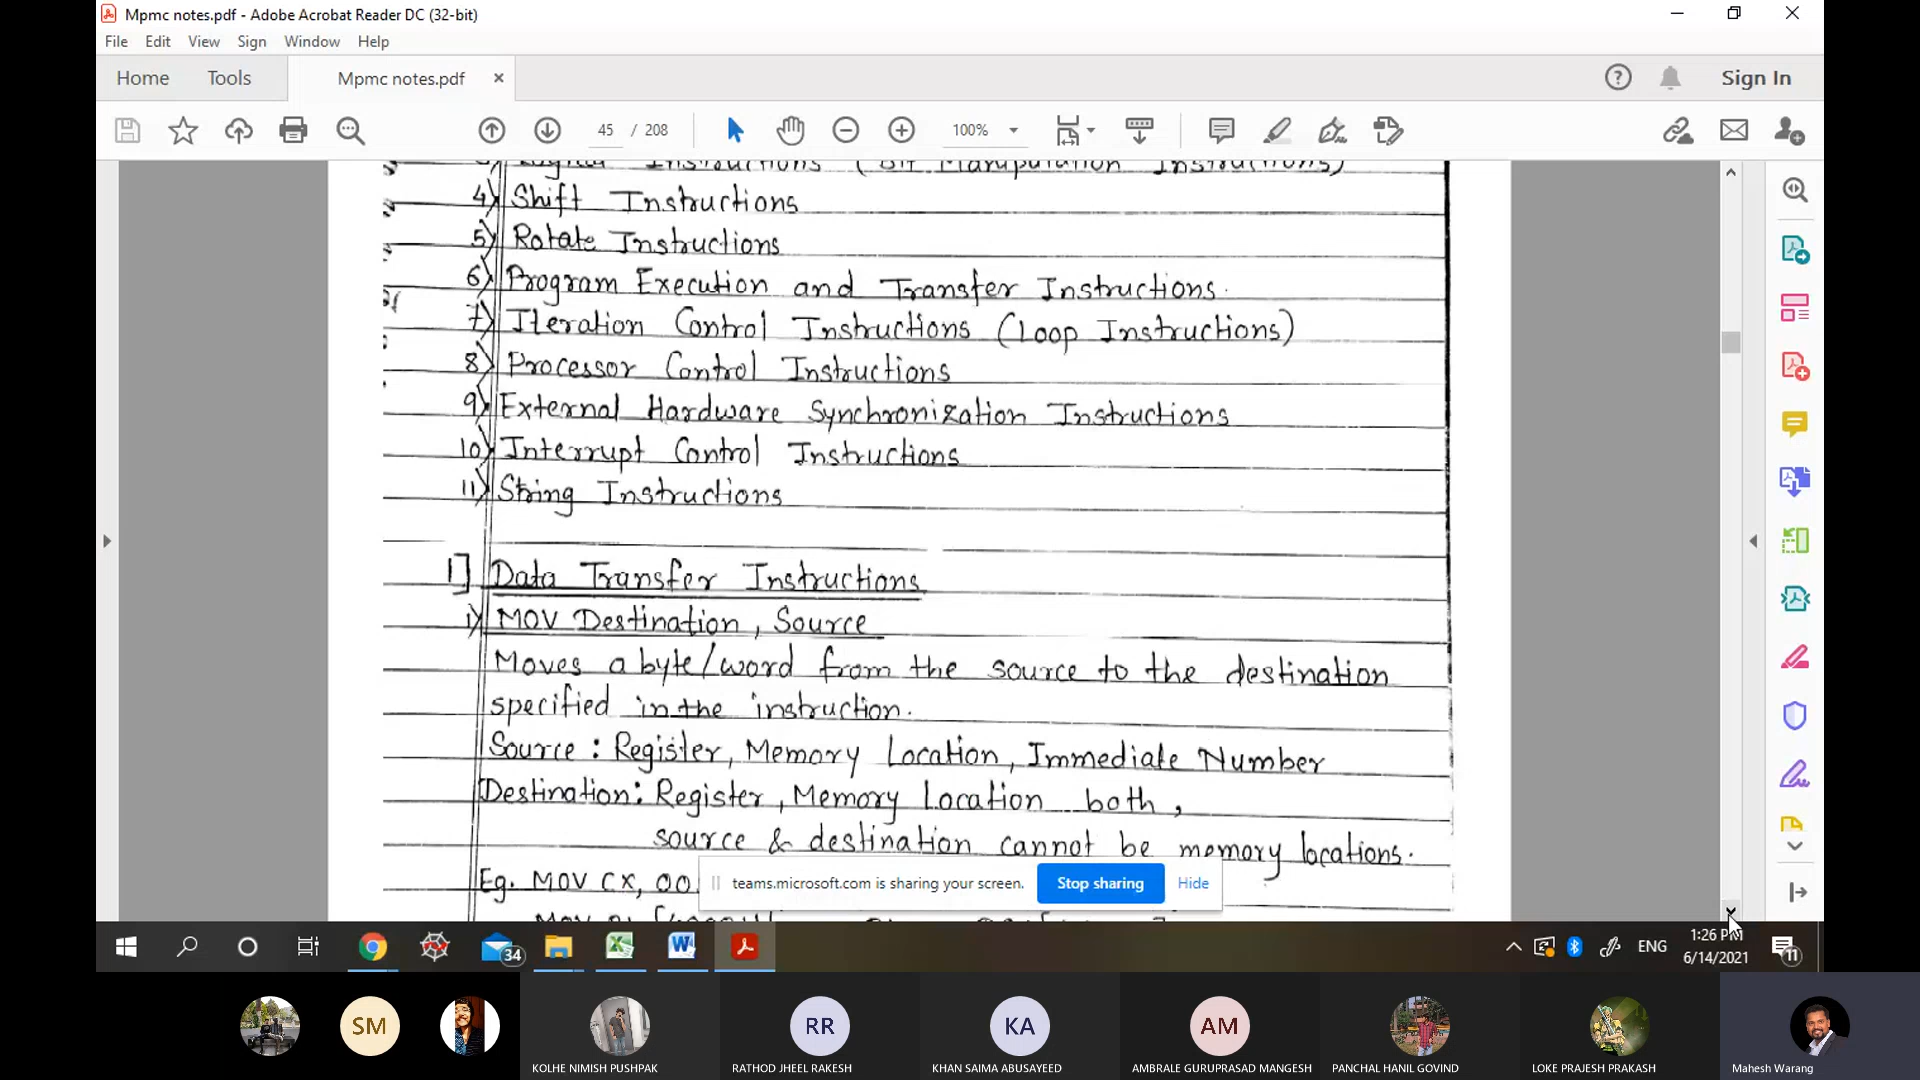 Mpmc notes.pdf - Adobe Acrobat Reader DC (32-bit)
File Edit View Sign Window Help
Home Tools Mpmc notes.pdf × Sign In
45 / 208 100%
Instructions (Bit Manipulation Instructions)
4) Shift Instructions
5) Rotate Instructions
6) Program Execution and Transfer Instructions.
7) Iteration Control Instructions (Loop Instructions)
8) Processor Control Instructions
9) External Hardware Synchronization Instructions
10) Interrupt Control Instructions
11) String Instructions
1] Data Transfer Instructions
i) MOV Destination, Source
Moves a byte/word from the source to the destination
specified in the instruction.
Source : Register, Memory Location, Immediate Number
Destination: Register, Memory Location both,
source & destination cannot be memory locations.
Eg. MOV CX, 00
teams.microsoft.com is sharing your screen. Stop sharing Hide
34
ENG
1:26 PM
6/14/2021
11
SM RR KA AM
KOLHE NIMISH PUSHPAK RATHOD JHEEL RAKESH KHAN SAIMA ABUSAYEED AMBRALE GURUPRASAD MANGESH PANCHAL HANIL GOVIND LOKE PRAJESH PRAKASH Mahesh Warang